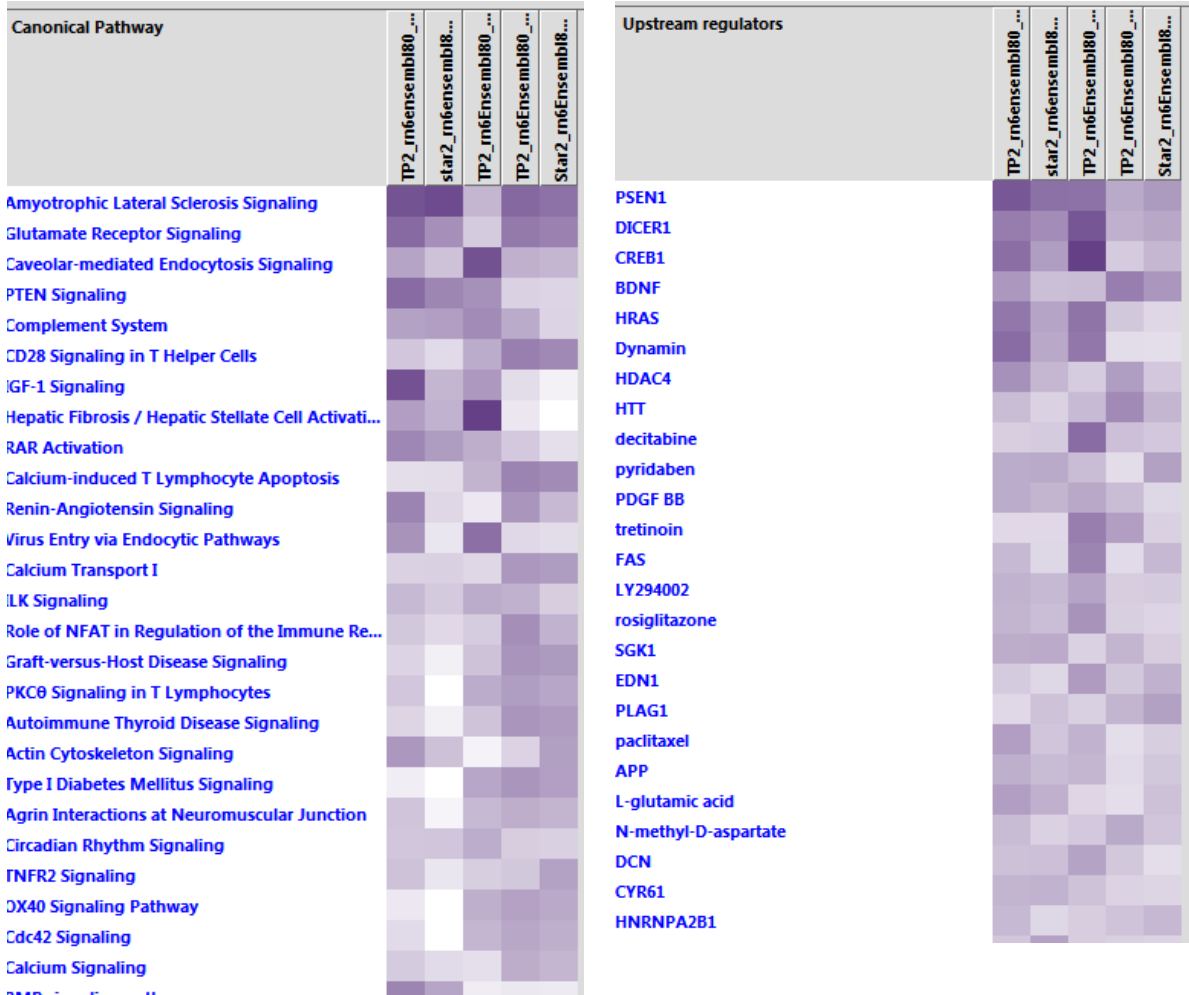 Canonical Pathway
TP2_rn6ensembl80_...
star2_rn6ensembl8...
TP2_rn6Ensembl80_...
TP2_rn6Ensembl80_...
Star2_rn6Ensembl8...
Amyotrophic Lateral Sclerosis Signaling
Glutamate Receptor Signaling
Caveolar-mediated Endocytosis Signaling
PTEN Signaling
Complement System
CD28 Signaling in T Helper Cells
IGF-1 Signaling
Hepatic Fibrosis / Hepatic Stellate Cell Activati...
RAR Activation
Calcium-induced T Lymphocyte Apoptosis
Renin-Angiotensin Signaling
Virus Entry via Endocytic Pathways
Calcium Transport I
ILK Signaling
Role of NFAT in Regulation of the Immune Re...
Graft-versus-Host Disease Signaling
PKCθ Signaling in T Lymphocytes
Autoimmune Thyroid Disease Signaling
Actin Cytoskeleton Signaling
Type I Diabetes Mellitus Signaling
Agrin Interactions at Neuromuscular Junction
Circadian Rhythm Signaling
TNFR2 Signaling
OX40 Signaling Pathway
Cdc42 Signaling
Calcium Signaling
Upstream regulators
TP2_rn6ensembl80_...
star2_rn6ensembl8...
TP2_rn6Ensembl80_...
TP2_rn6Ensembl80_...
Star2_rn6Ensembl8...
PSEN1
DICER1
CREB1
BDNF
HRAS
Dynamin
HDAC4
HTT
decitabine
pyridaben
PDGF BB
tretinoin
FAS
LY294002
rosiglitazone
SGK1
EDN1
PLAG1
paclitaxel
APP
L-glutamic acid
N-methyl-D-aspartate
DCN
CYR61
HNRNPA2B1